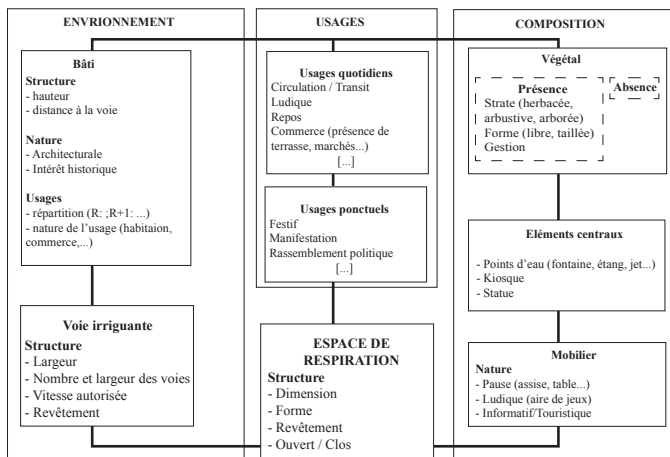 ENVRIONNEMENT
Bâti
Structure
- hauteur
- distance à la voie
Nature
- Architecturale
- Intérêt historique
Usages
- répartition (R: ;R+1: ...)
- nature de l'usage (habitaion,
commerce,...)
Voie irriguante
Structure
- Largeur
- Nombre et largeur des voies
- Vitesse autorisée
- Revêtement
USAGES
Usages quotidiens
Circulation / Transit
Ludique
Repos
Commerce (présence de
terrasse, marchés...)
[...]
Usages ponctuels
Festif
Manifestation
Rassemblement politique
[...]
ESPACE DE
RESPIRATION
Structure
- Dimension
- Forme
- Revêtement
- Ouvert / Clos
COMPOSITION
Végétal
Présence
Strate (herbacée,
arbustive, arborée)
Forme (libre, taillée)
Gestion
Absence
Eléments centraux
- Points d'eau (fontaine, étang, jet...)
- Kiosque
- Statue
Mobilier
Nature
- Pause (assise, table...)
- Ludique (aire de jeux)
- Informatif/Touristique